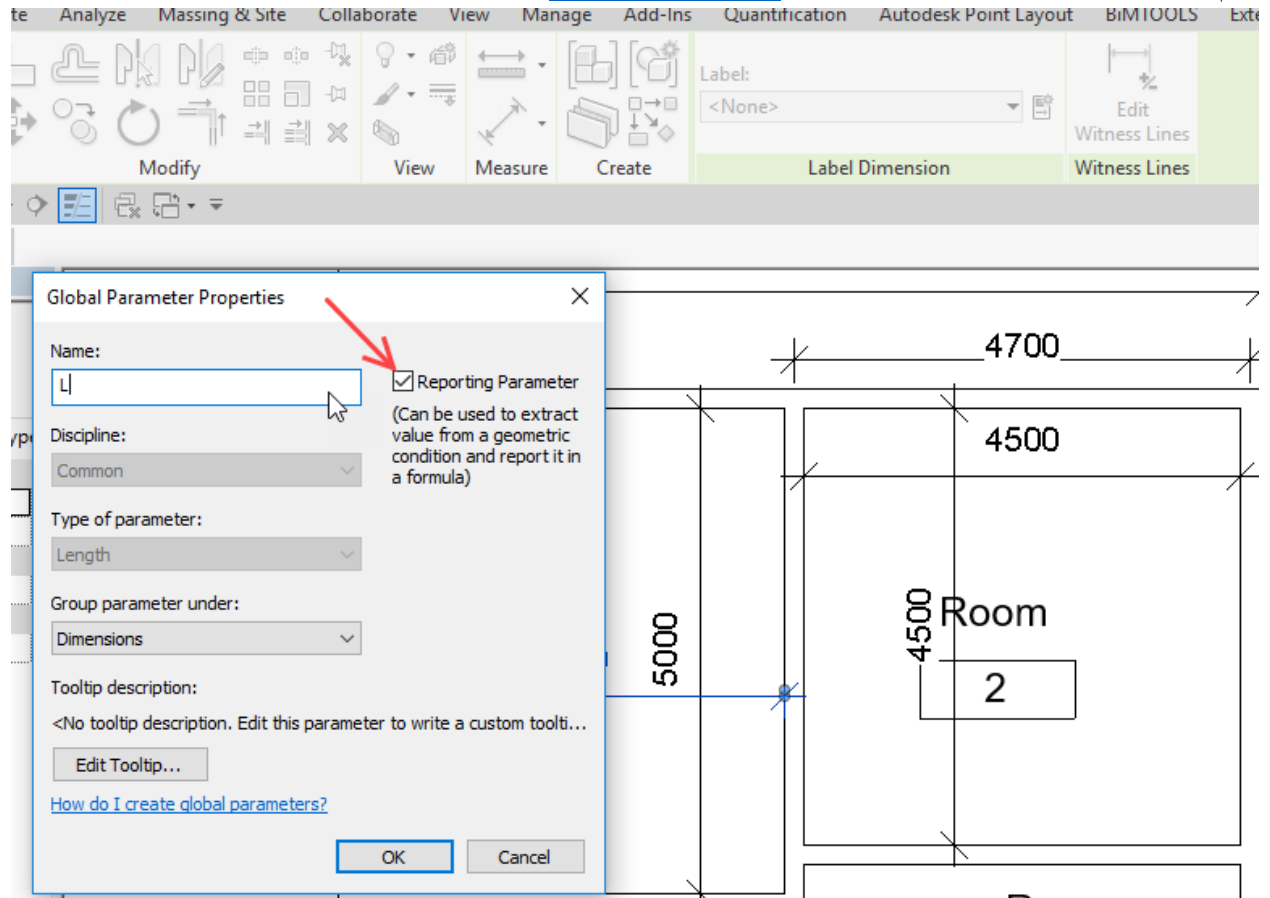 Analyze Massing & Site Collaborate View Manage Add-Ins Quantification Autodesk Point Layout BiMTOOLS
Label:
<None>
Edit
Witness Lines
Modify View Measure Create Label Dimension Witness Lines
Global Parameter Properties
Name:
L
Reporting Parameter
(Can be used to extract
value from a geometric
condition and report it in
a formula)
Discipline:
Common
Type of parameter:
Length
Group parameter under:
Dimensions
Tooltip description:
<No tooltip description. Edit this parameter to write a custom toolti...
Edit Tooltip...
How do I create global parameters?
OK Cancel
4700
4500
5000
4500
Room
2